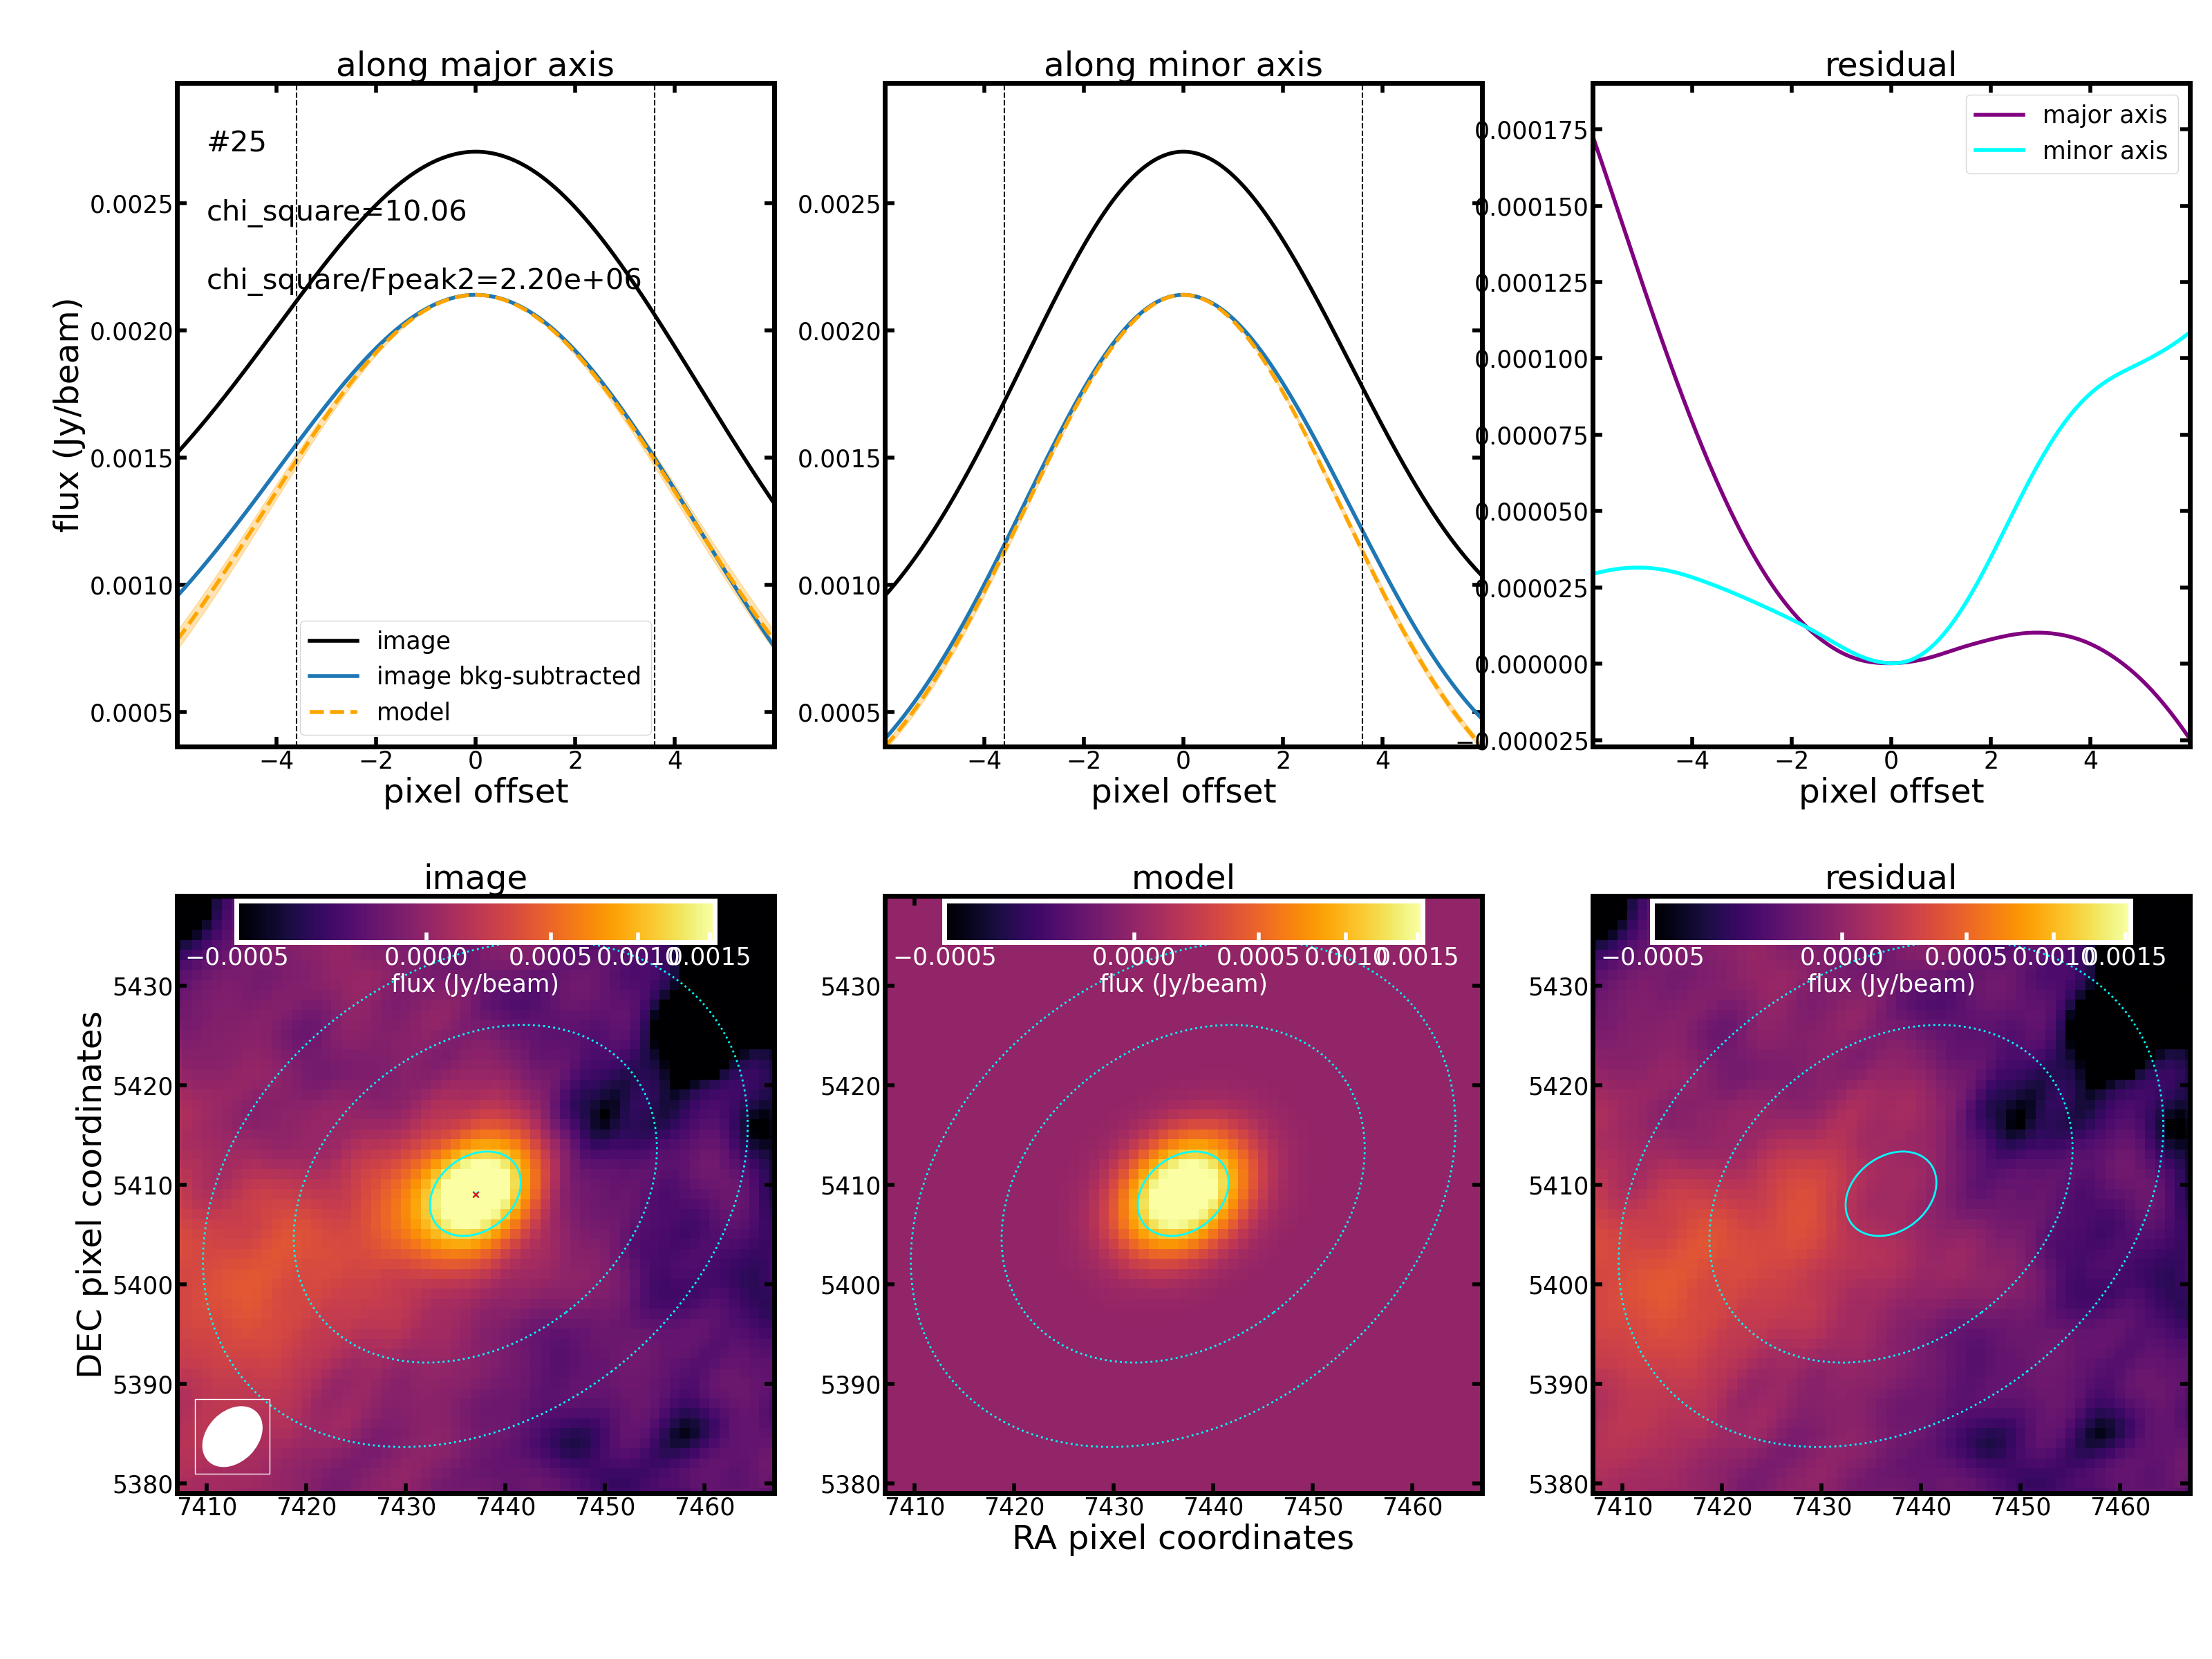 along major axis
along minor axis
residual
#25
chi_square=10.06
chi_square/Fpeak2=2.20e+06
flux (Jy/beam)
0.0025
0.0020
0.0015
0.0010
0.0005
image
image bkg-subtracted
model
−4 −2 0 2 4
pixel offset
0.0025
0.0020
0.0015
0.0010
0.0005
−4 −2 0 2 4
pixel offset
major axis
minor axis
0.000175
0.000150
0.000125
0.000100
0.000075
0.000050
0.000025
0.000000
−0.000025
−4 −2 0 2 4
pixel offset
image
−0.0005 0.0000 0.0005 0.0010 0.0015
flux (Jy/beam)
DEC pixel coordinates
5430
5420
5410
5400
5390
5380
7410 7420 7430 7440 7450 7460
model
−0.0005 0.0000 0.0005 0.0010 0.0015
flux (Jy/beam)
5430
5420
5410
5400
5390
5380
7410 7420 7430 7440 7450 7460
RA pixel coordinates
residual
−0.0005 0.0000 0.0005 0.0010 0.0015
flux (Jy/beam)
5430
5420
5410
5400
5390
5380
7410 7420 7430 7440 7450 7460